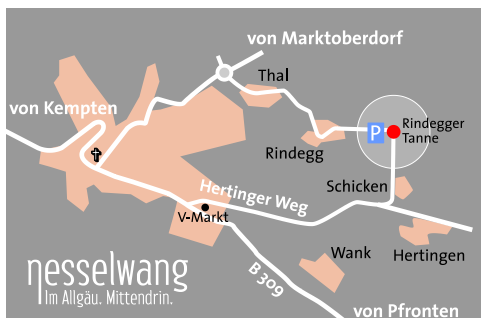 von Marktoberdorf
Thal
von Kempten
P
Rindegger
Tanne
Rindegg
Schicken
Hertinger Weg
V-Markt
Wank
Hertingen
B 309
nesselwang
Im Allgäu. Mittendrin.
von Pfronten